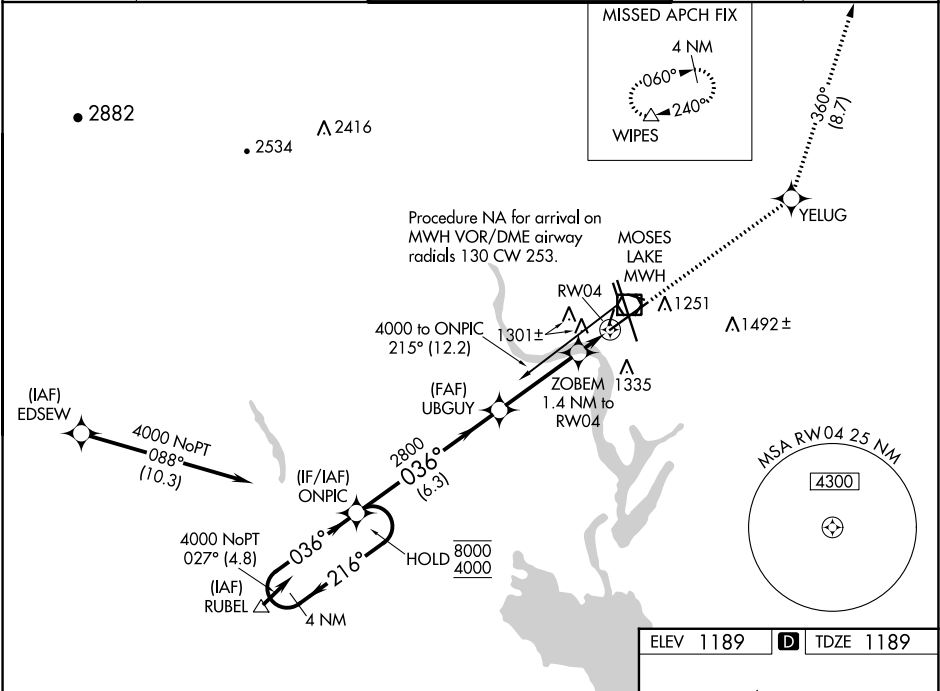 MISSED APCH FIX
4 NM
060°
240°
WIPES
360°
(8.7)
2882
2534
2416
YELUG
Procedure NA for arrival on
MWH VOR/DME airway
radials 130 CW 253.
MOSES
LAKE
MWH
RW04
1251
1301±
1492±
4000 to ONPIC
215° (12.2)
1335
ZOBEM
1.4 NM to
RW04
(FAF)
UBGUY
(IAF)
EDSEW
4000 NoPT
088°
(10.3)
2800
036°
(6.3)
(IF/IAF)
ONPIC
MSA RW04 25 NM
4300
4000 NoPT
027° (4.8)
036°
216°
HOLD
8000
4000
(IAF)
RUBEL
4 NM
ELEV 1189 D TDZE 1189